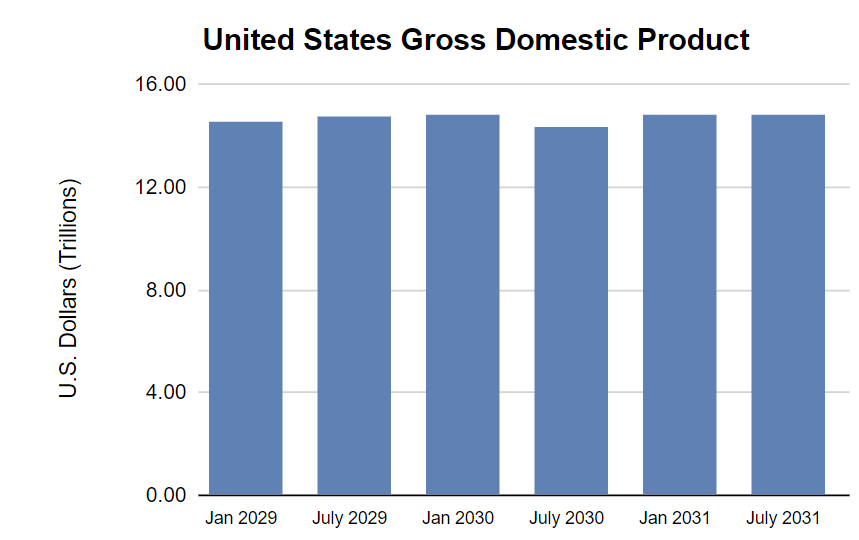 United States Gross Domestic Product
U.S. Dollars (Trillions)
16.00
12.00
8.00
4.00
0.00
Jan 2029 July 2029 Jan 2030 July 2030 Jan 2031 July 2031